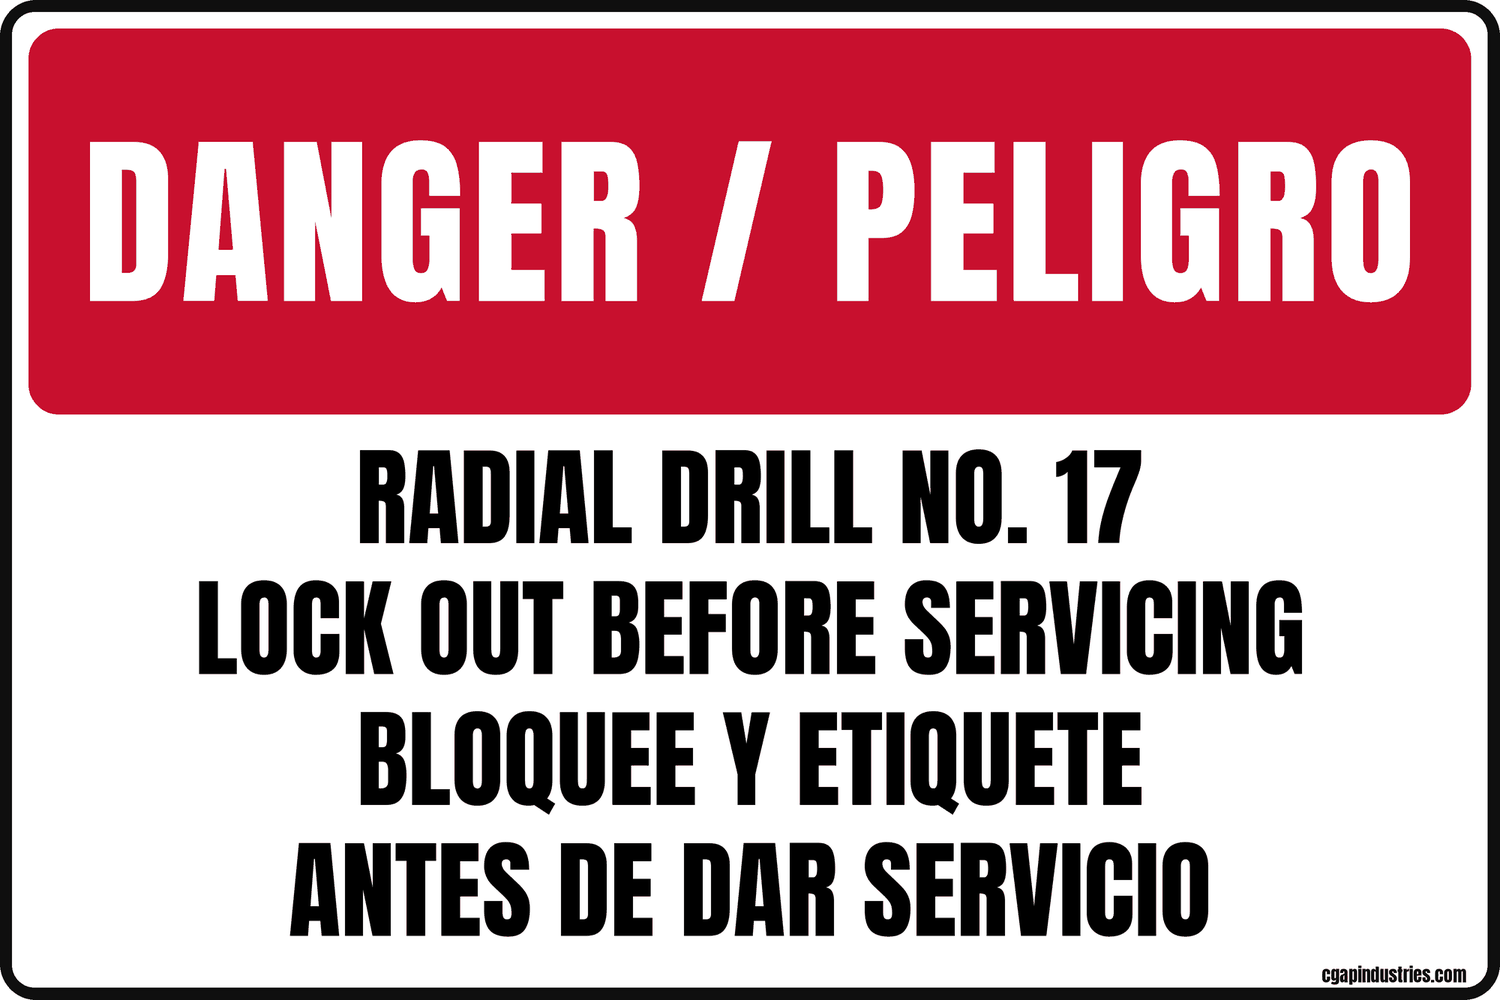 DANGER / PELIGRO
RADIAL DRILL NO. 17
LOCK OUT BEFORE SERVICING
BLOQUEE Y ETIQUETE
ANTES DE DAR SERVICIO
cgapindustries.com